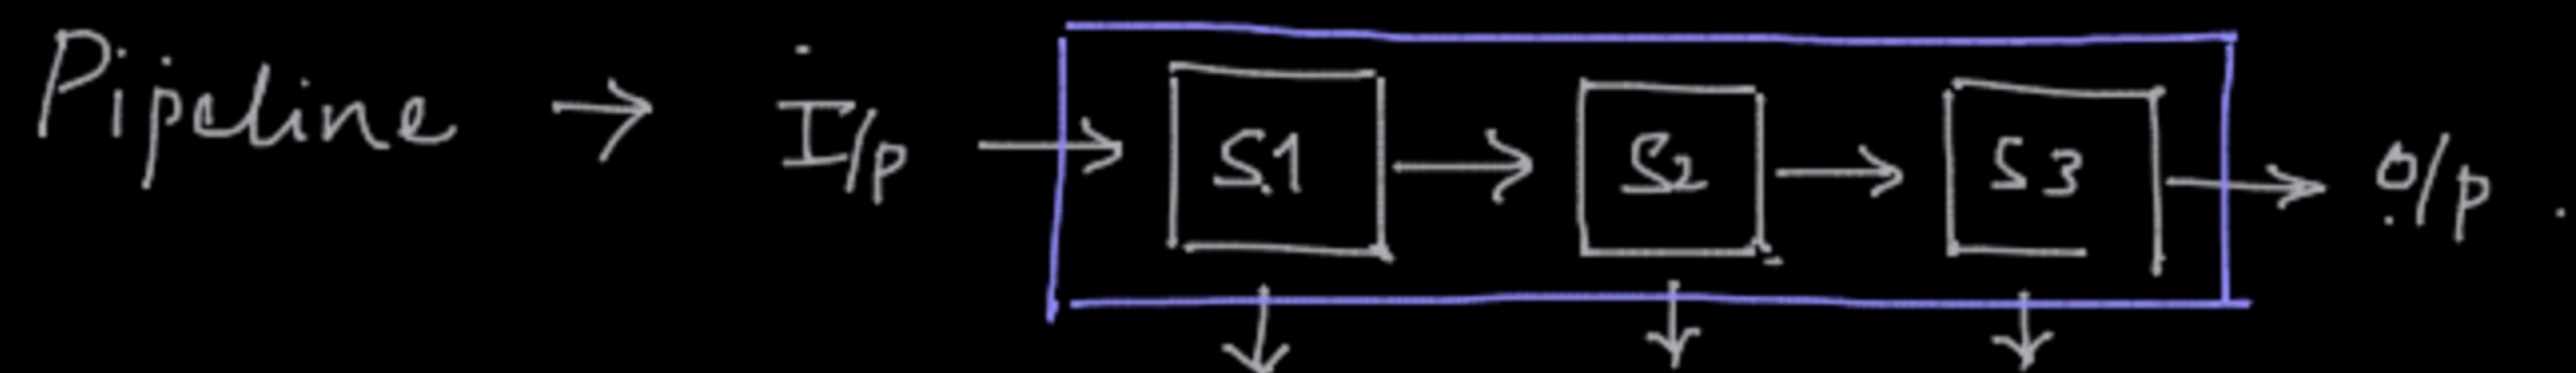 Pipeline → I/p → S1 → S2 → S3 → O/p